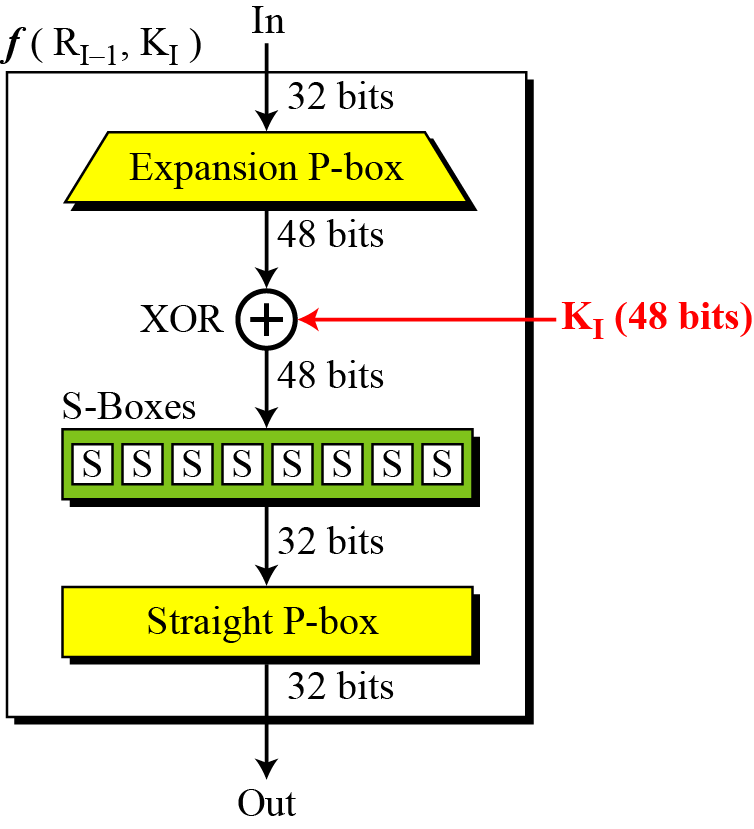 In
f ( R_I–1, K_I )
32 bits
Expansion P-box
48 bits
XOR +
K_I (48 bits)
48 bits
S-Boxes
S S S S S S S S
32 bits
Straight P-box
32 bits
Out